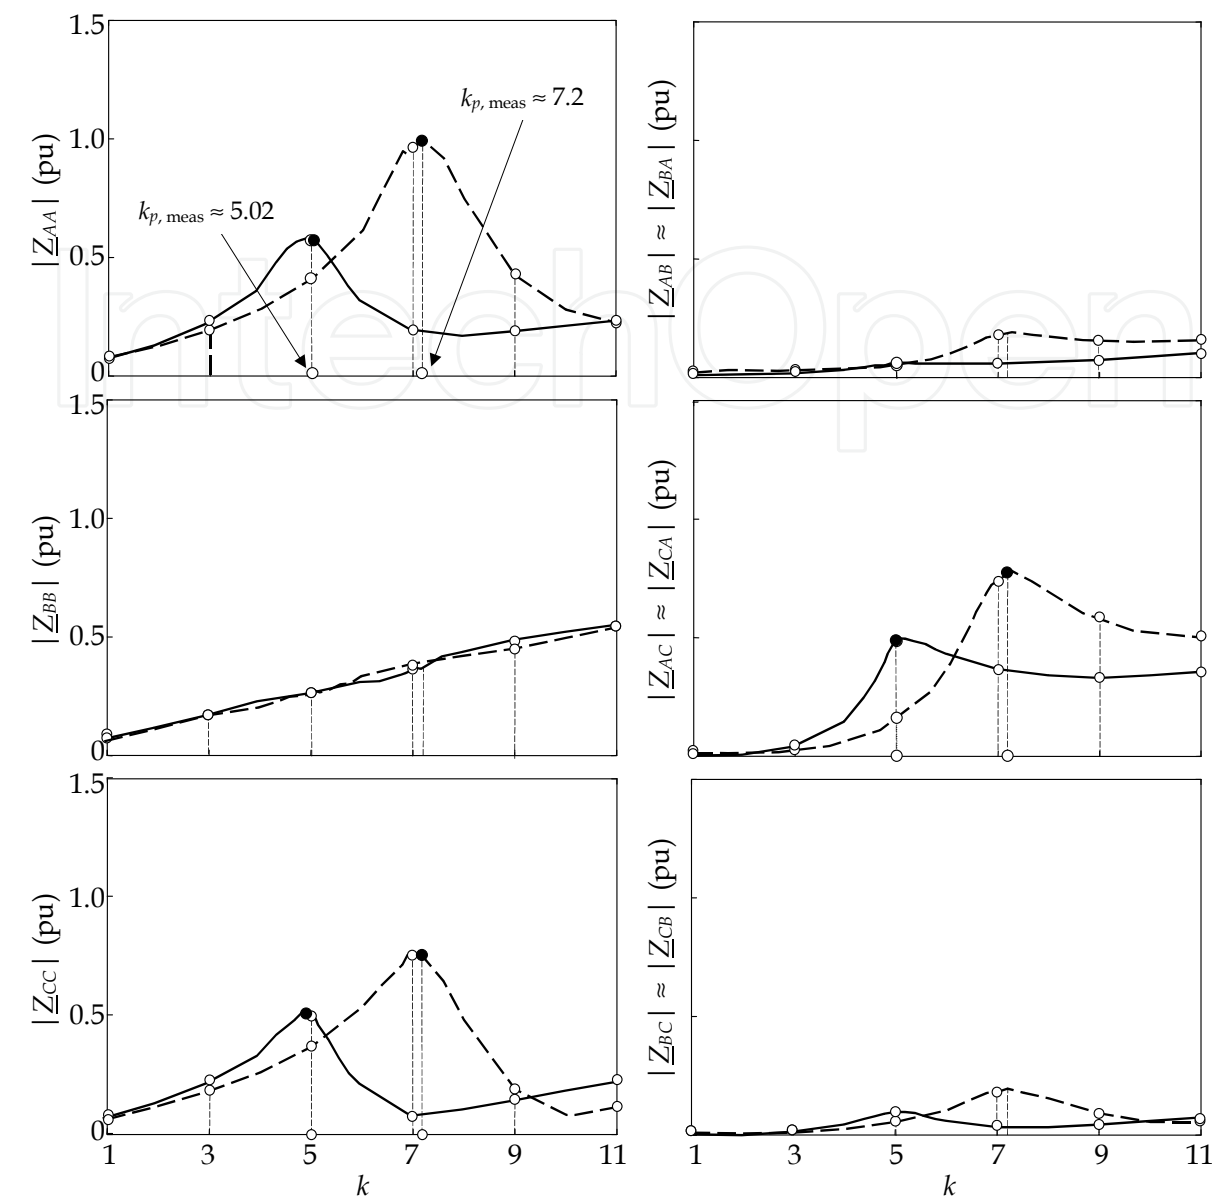 1.5
1.0
0.5
0
|Z_AA| (pu)
k_p, meas ≈ 5.02
k_p, meas ≈ 7.2
|Z_AB| ≈ |Z_BA| (pu)
IntechOpen
1.5
1.0
0.5
0
|Z_BB| (pu)
|Z_AC| ≈ |Z_CA| (pu)
1.5
1.0
0.5
0
|Z_CC| (pu)
1 3 5 7 9 11
k
|Z_BC| ≈ |Z_CB| (pu)
1 3 5 7 9 11
k